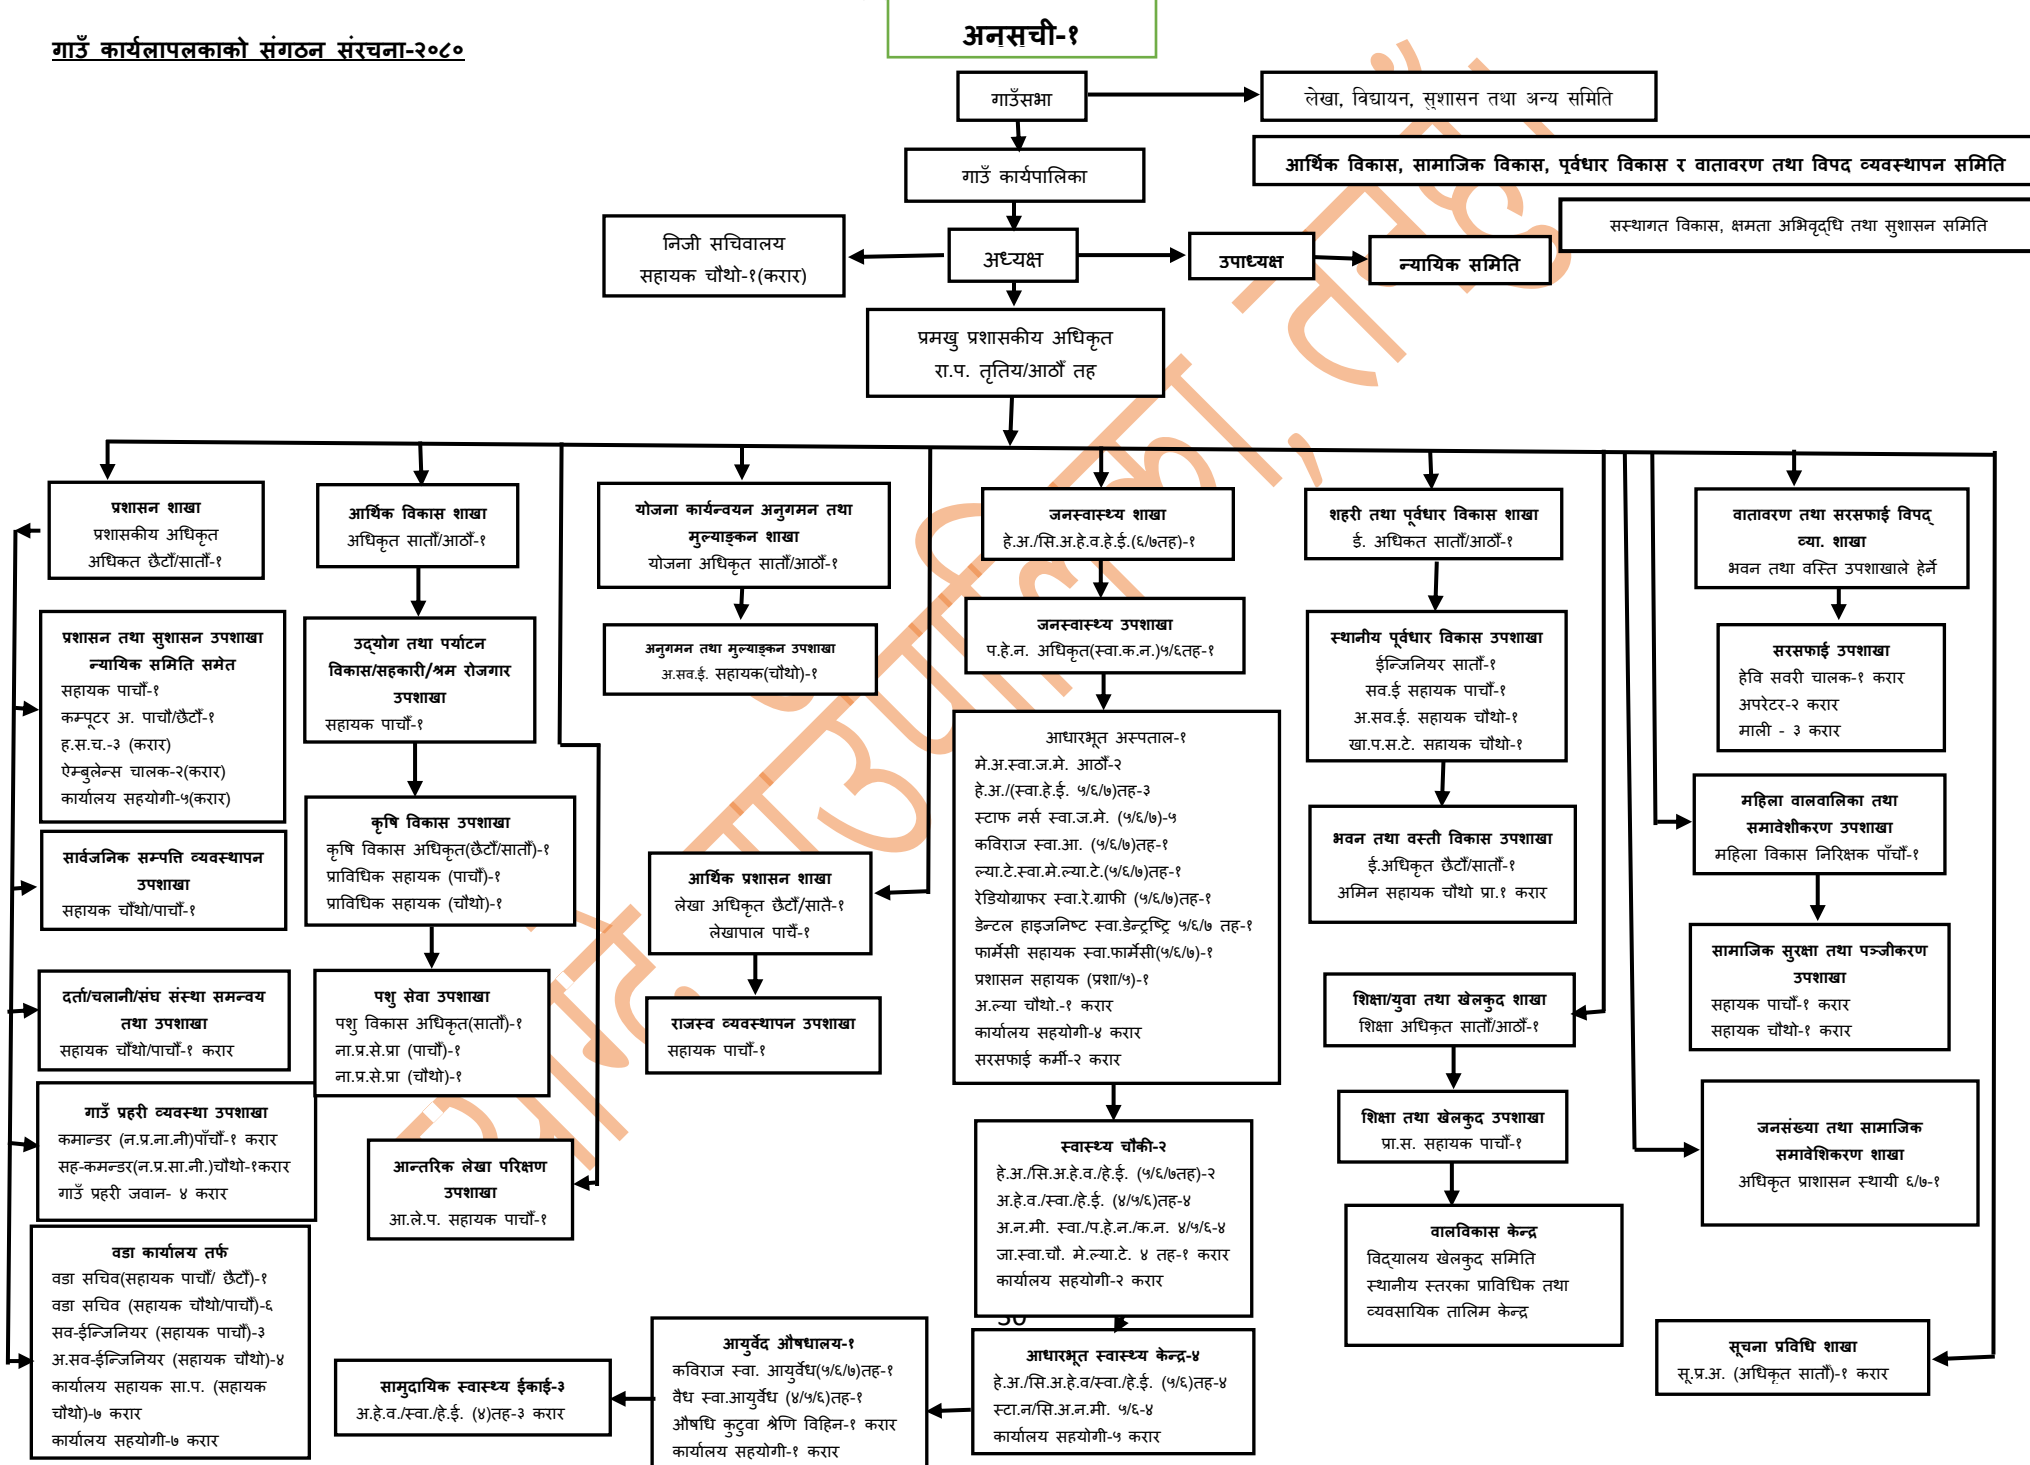 अनुसूची-१
गाउँ कार्यलापलकाको संगठन संरचना-२०८०
गाउँसभा
लेखा, विद्यायन, सुशासन तथा अन्य समिति
आर्थिक विकास, सामाजिक विकास, पूर्वधार विकास र वातावरण तथा विपद व्यवस्थापन समिति
गाउँ कार्यपालिका
सस्थागत विकास, क्षमता अभिवृद्धि तथा सुशासन समिति
निजी सचिवालय
सहायक चौथो-१(करार)
अध्यक्ष
उपाध्यक्ष
न्यायिक समिति
प्रमखु प्रशासकीय अधिकृत
रा.प. तृतिय/आठौँ तह
प्रशासन शाखा
प्रशासकीय अधिकृत
अधिकत छैटौँ/सातौँ-१
प्रशासन तथा सुशासन उपशाखा
न्यायिक समिति समेत
सहायक पाचौँ-१
कम्पूटर अ. पाचौ/छैटौँ-१
ह.स.च.-३ (करार)
ऐम्बुलेन्स चालक-२(करार)
कार्यालय सहयोगी-५(करार)
सार्वजनिक सम्पत्ति व्यवस्थापन
उपशाखा
सहायक चौँथो/पाचौँ-१
दर्ता/चलानी/संघ संस्था समन्वय
तथा उपशाखा
सहायक चौँथो/पाचौँ-१ करार
गाउँ प्रहरी व्यवस्था उपशाखा
कमान्डर (न.प्र.ना.नी)पाँचौँ-१ करार
सह-कमन्डर(न.प्र.सा.नी.)चौथो-१करार
गाउँ प्रहरी जवान- ४ करार
वडा कार्यालय तर्फ
वडा सचिव(सहायक पाचौँ/ छैटौँ)-१
वडा सचिव (सहायक चौथो/पाचौँ)-६
सव-ईन्जिनियर (सहायक पाचौँ)-३
अ.सव-ईन्जिनियर (सहायक चौथो)-४
कार्यालय सहायक सा.प. (सहायक
चौथो)-७ करार
कार्यालय सहयोगी-७ करार
आर्थिक विकास शाखा
अधिकृत सातौँ/आठौँ-१
उद्योग तथा पर्याटन
विकास/सहकारी/श्रम रोजगार
उपशाखा
सहायक पाचौँ-१
कृषि विकास उपशाखा
कृषि विकास अधिकृत(छैटौँ/सातौँ)-१
प्राविधिक सहायक (पाचौँ)-१
प्राविधिक सहायक (चौथो)-१
पशु सेवा उपशाखा
पशु विकास अधिकृत(सातौँ)-१
ना.प्र.से.प्रा (पाचौँ)-१
ना.प्र.से.प्रा (चौथो)-१
आन्तरिक लेखा परिक्षण
उपशाखा
आ.ले.प. सहायक पाचौँ-१
योजना कार्यन्वयन अनुगमन तथा
मुल्याङ्कन शाखा
योजना अधिकृत सातौँ/आठौँ-१
अनुगमन तथा मुल्याङ्कन उपशाखा
अ.सव.ई. सहायक(चौथो)-१
आर्थिक प्रशासन शाखा
लेखा अधिकृत छैटौँ/सातै-१
लेखापाल पाचैँ-१
राजस्व व्यवस्थापन उपशाखा
सहायक पाचौँ-१
जनस्वास्थ्य शाखा
हे.अ./सि.अ.हे.व.हे.ई.(६/७तह)-१
जनस्वास्थ्य उपशाखा
प.हे.न. अधिकृत(स्वा.क.न.)५/६तह-१
आधारभूत अस्पताल-१
मे.अ.स्वा.ज.मे. आठौँ-२
हे.अ./(स्वा.हे.ई. ५/६/७)तह-३
स्टाफ नर्स स्वा.ज.मे. (५/६/७)-५
कविराज स्वा.आ. (५/६/७)तह-१
ल्या.टे.स्वा.मे.ल्या.टे.(५/६/७)तह-१
रेडियोग्राफर स्वा.रे.ग्राफी (५/६/७)तह-१
डेन्टल हाइजनिष्ट स्वा.डेन्ट्रष्ट्रि ५/६/७ तह-१
फार्मेसी सहायक स्वा.फार्मेसी(५/६/७)-१
प्रशासन सहायक (प्रशा/५)-१
अ.ल्या चौथो.-१ करार
कार्यालय सहयोगी-४ करार
सरसफाई कर्मी-२ करार
स्वास्थ्य चौकी-२
हे.अ./सि.अ.हे.व./हे.ई. (५/६/७तह)-२
अ.हे.व./स्वा./हे.ई. (४/५/६)तह-४
अ.न.मी. स्वा./प.हे.न./क.न. ४/५/६-४
जा.स्वा.चौ. मे.ल्या.टे. ४ तह-१ करार
कार्यालय सहयोगी-२ करार
आधारभूत स्वास्थ्य केन्द्र-४
हे.अ./सि.अ.हे.व/स्वा./हे.ई. (५/६)तह-४
स्टा.न/सि.अ.न.मी. ५/६-४
कार्यालय सहयोगी-५ करार
आयुर्वेद औषधालय-१
कविराज स्वा. आयुर्वेध(५/६/७)तह-१
वैध स्वा.आयुर्वेध (४/५/६)तह-१
औषधि कुटुवा श्रेणि विहिन-१ करार
कार्यालय सहयोगी-१ करार
सामुदायिक स्वास्थ्य ईकाई-३
अ.हे.व./स्वा./हे.ई. (४)तह-३ करार
शहरी तथा पूर्वधार विकास शाखा
ई. अधिकत सातौँ/आठौँ-१
स्थानीय पूर्वधार विकास उपशाखा
ईन्जिनियर सातौँ-१
सव.ई सहायक पाचौँ-१
अ.सव.ई. सहायक चौथो-१
खा.प.स.टे. सहायक चौथो-१
भवन तथा वस्ती विकास उपशाखा
ई.अधिकृत छैटौँ/सातौँ-१
अमिन सहायक चौथो प्रा.१ करार
शिक्षा/युवा तथा खेलकुद शाखा
शिक्षा अधिकृत सातौँ/आठौँ-१
शिक्षा तथा खेलकुद उपशाखा
प्रा.स. सहायक पाचौँ-१
वालविकास केन्द्र
विद्यालय खेलकुद समिति
स्थानीय स्तरका प्राविधिक तथा
व्यवसायिक तालिम केन्द्र
वातावरण तथा सरसफाई विपद्
व्या. शाखा
भवन तथा वस्ति उपशाखाले हेर्ने
सरसफाई उपशाखा
हेवि सवरी चालक-१ करार
अपरेटर-२ करार
माली - ३ करार
महिला वालवालिका तथा
समावेशीकरण उपशाखा
महिला विकास निरिक्षक पाँचौँ-१
सामाजिक सुरक्षा तथा पञ्जीकरण
उपशाखा
सहायक पाचौँ-१ करार
सहायक चौथो-१ करार
जनसंख्या तथा सामाजिक
समावेशिकरण शाखा
अधिकृत प्राशासन स्थायी ६/७-१
सूचना प्रविधि शाखा
सू.प्र.अ. (अधिकृत सातौँ)-१ करार